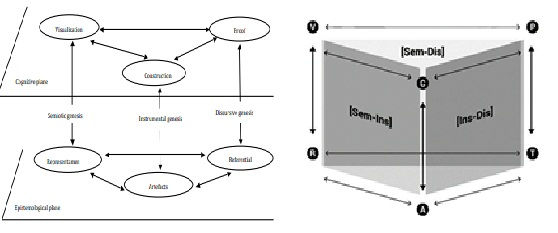 Visualization
Proof
Construction
Cognitive plane
Semiotic genesis
Instrumental genesis
Discursive genesis
Representamen
Referential
Artefacts
Epistemological plane
V
P
[Sem-Dis]
C
[Sem-Ins]
[Ins-Dis]
R
T
A